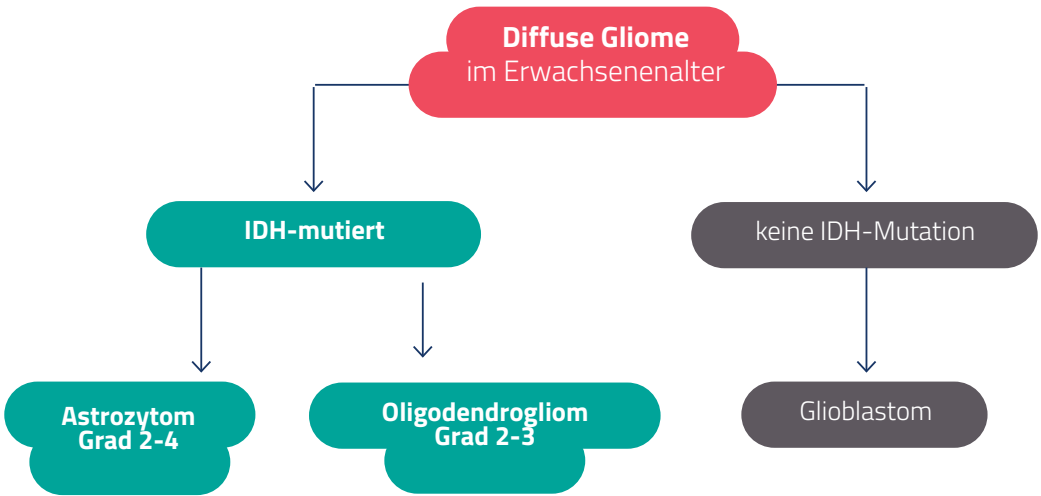 Diffuse Gliome
im Erwachsenenalter
IDH-mutiert
keine IDH-Mutation
Astrozytom
Grad 2-4
Oligodendrogliom
Grad 2-3
Glioblastom